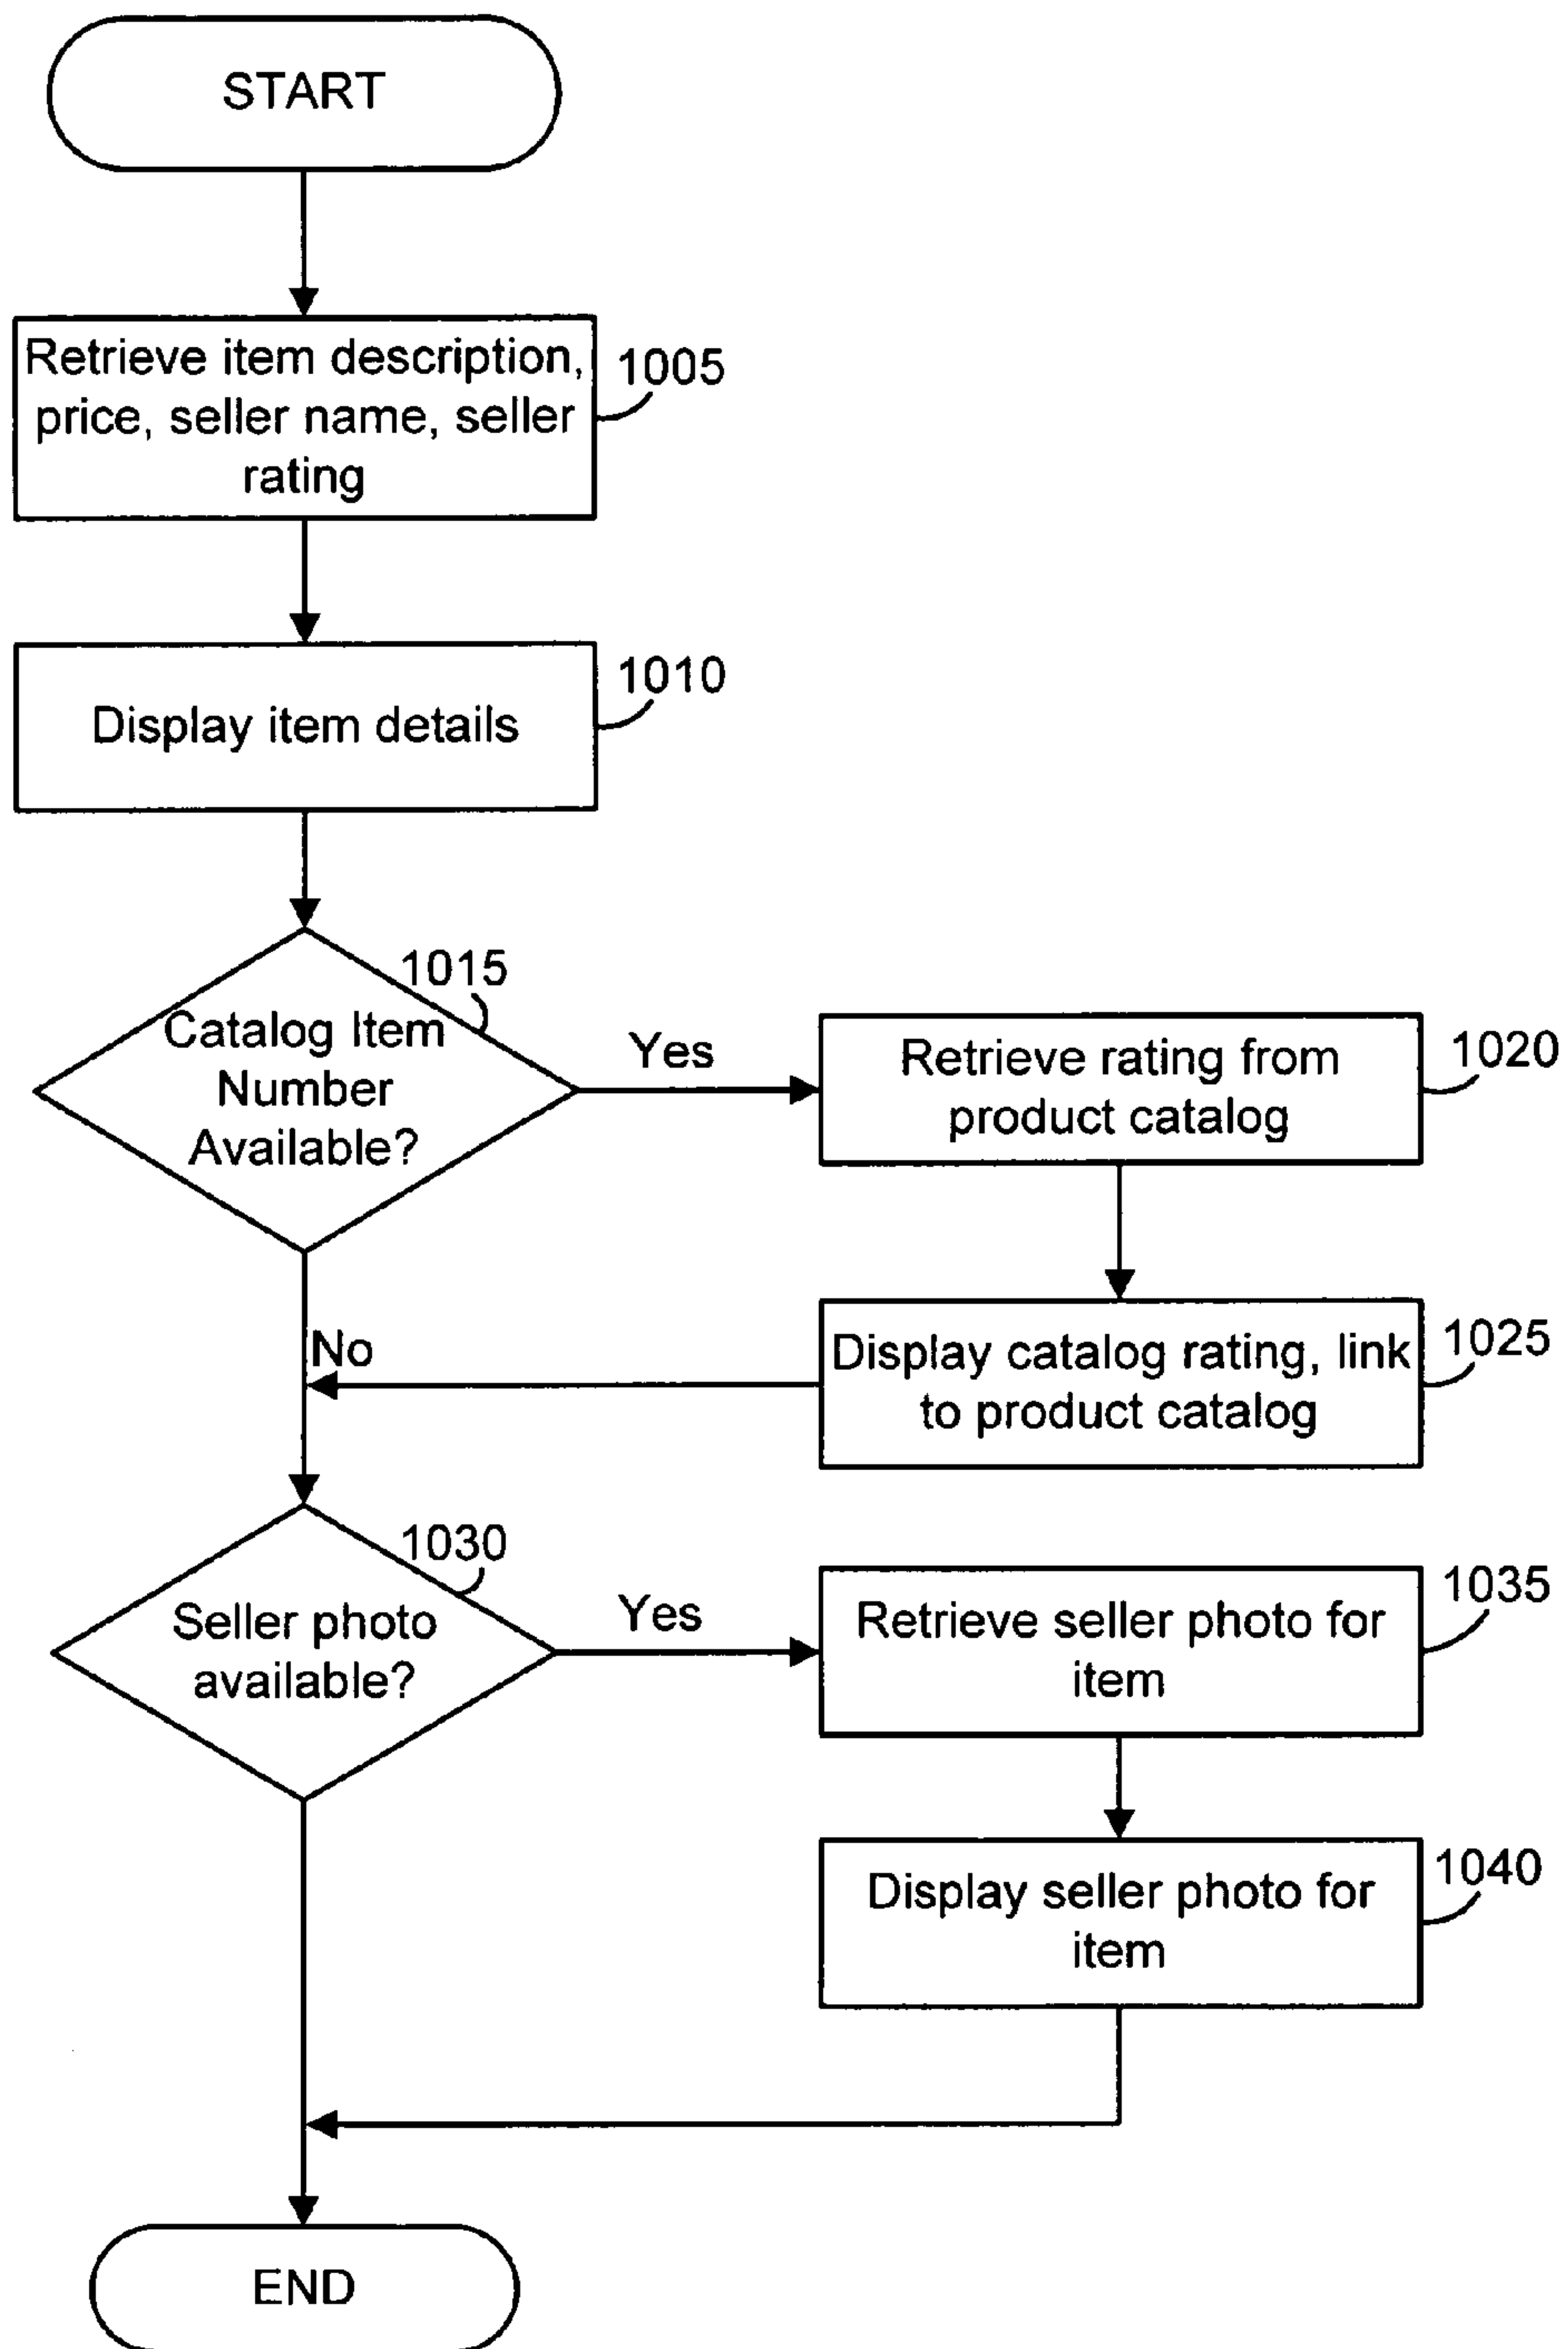 START
Retrieve item description,
price, seller name, seller
rating
1005
Display item details
1010
Catalog Item
Number
Available?
1015
Yes
Retrieve rating from
product catalog
1020
No
Display catalog rating, link
to product catalog
1025
Seller photo
available?
1030
Yes
Retrieve seller photo for
item
1035
Display seller photo for
item
1040
END